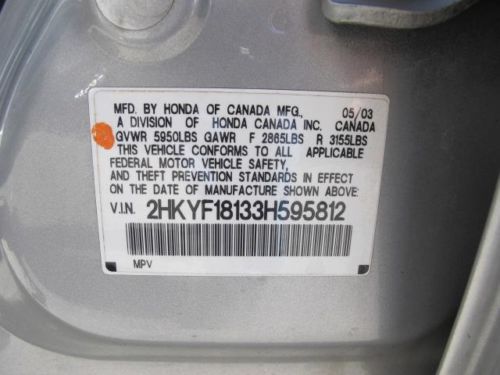 MFD. BY HONDA OF CANADA MFG., 05/03
A DIVISION OF HONDA CANADA INC. CANADA
GVWR 5950LBS GAWR F 2865LBS R 3155LBS
THIS VEHICLE CONFORMS TO ALL APPLICABLE
FEDERAL MOTOR VEHICLE SAFETY,
AND THEFT PREVENTION STANDARDS IN EFFECT
ON THE DATE OF MANUFACTURE SHOWN ABOVE.
V.I.N. 2HKYF18133H595812
MPV